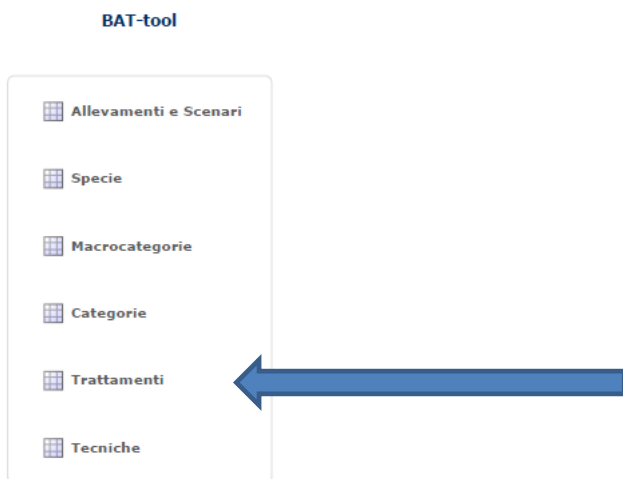 BAT-tool
Allevamenti e Scenari
Specie
Macrocategorie
Categorie
Trattamenti
Tecniche